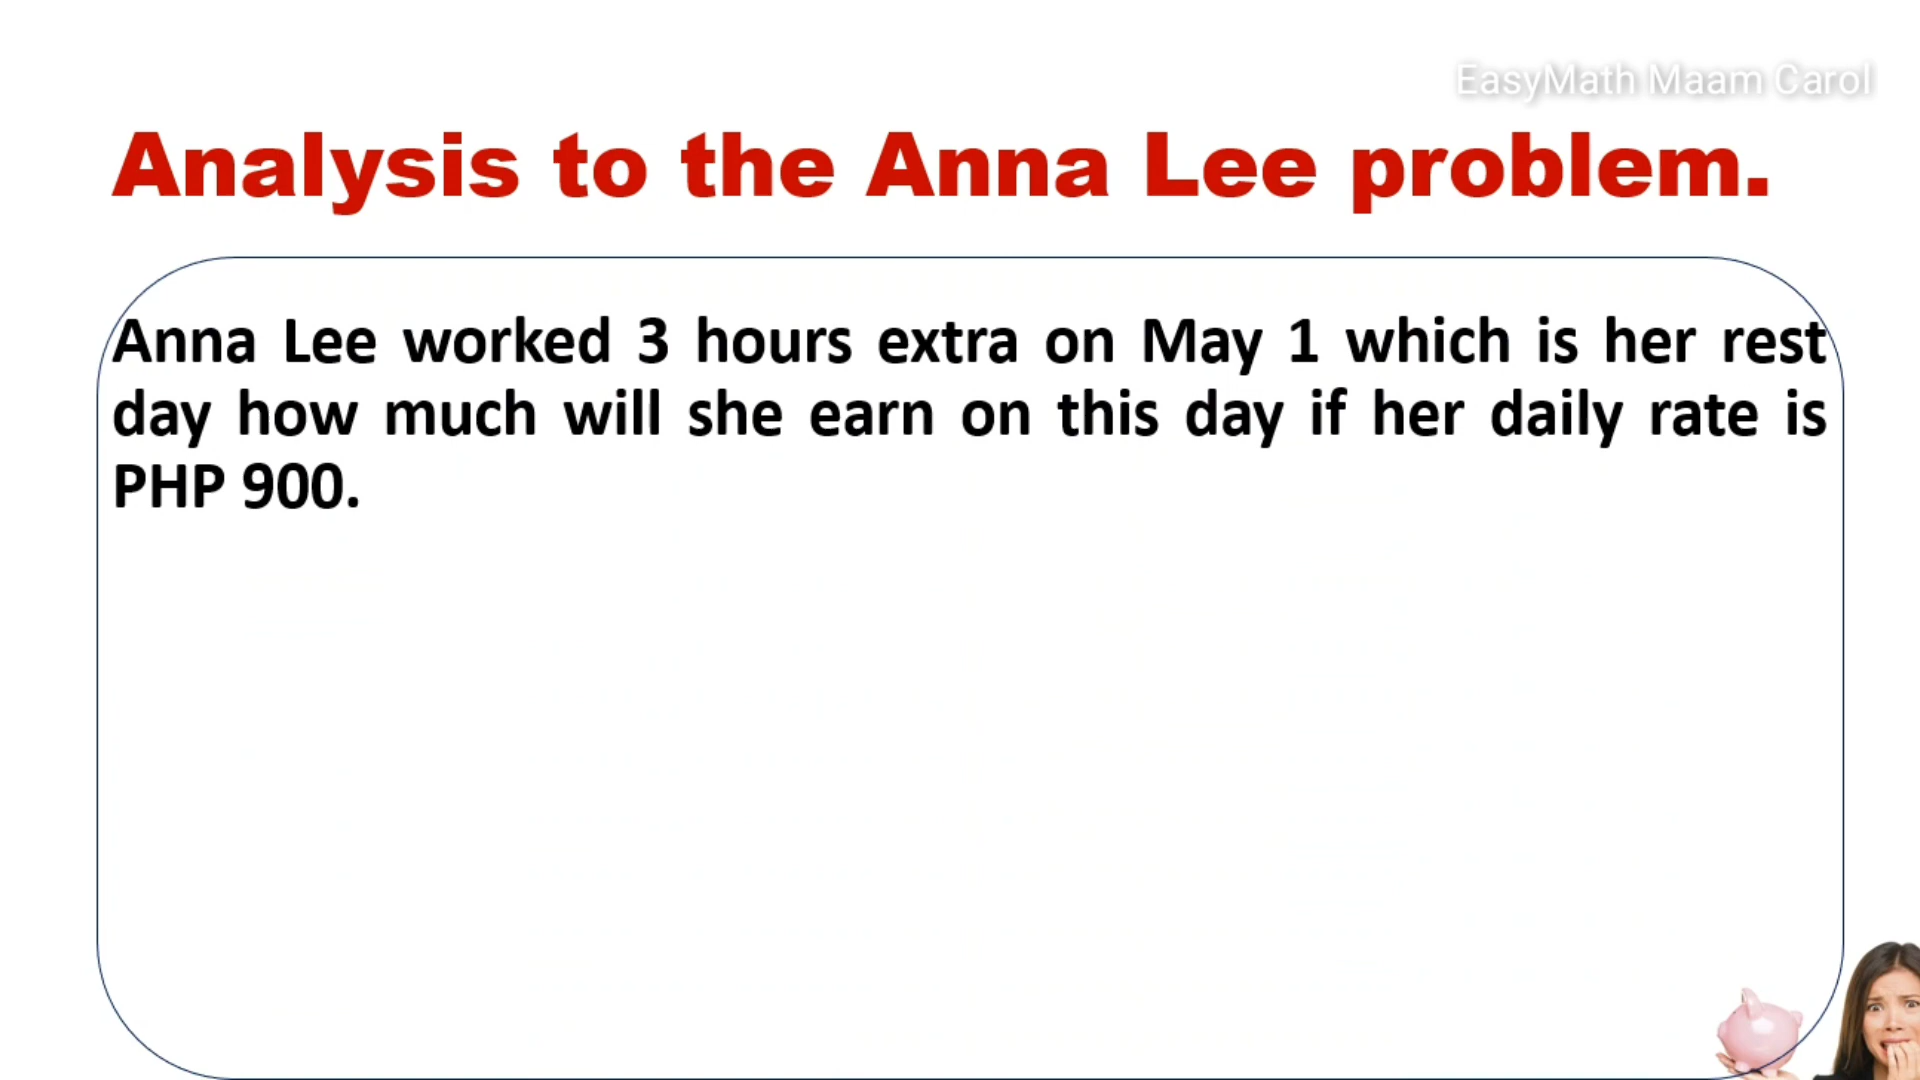 EasyMath Maam Carol
Analysis to the Anna Lee problem.
Anna Lee worked 3 hours extra on May 1 which is her rest
day how much will she earn on this day if her daily rate is
PHP 900.